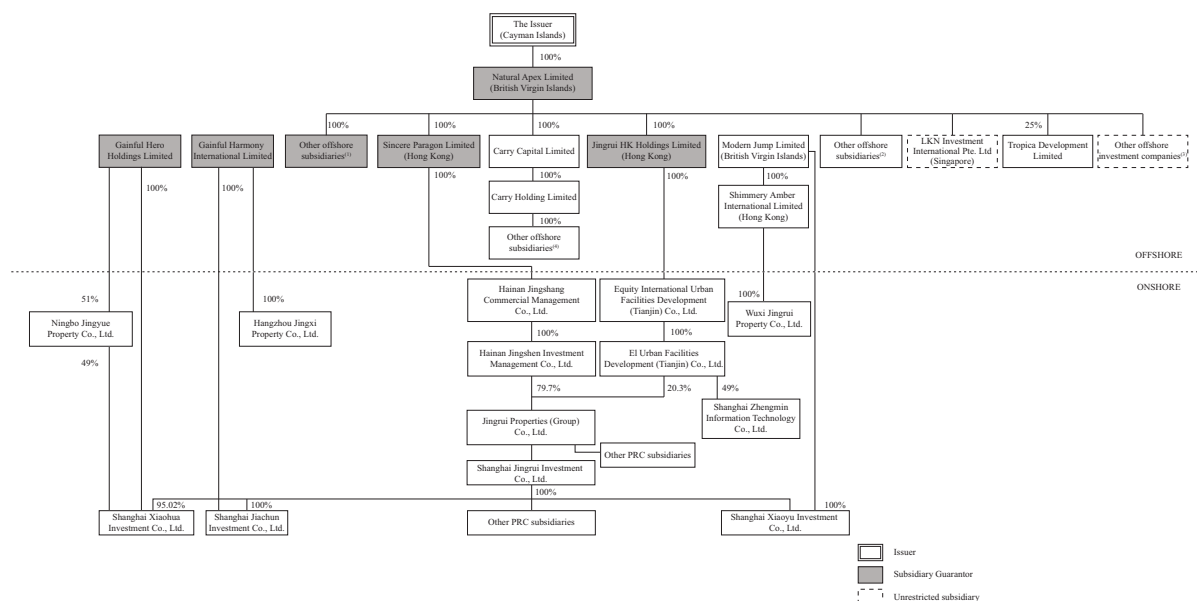 The Issuer
(Cayman Islands)
100%
Natural Apex Limited
(British Virgin Islands)
100%
100%
100%
100%
25%
Gainful Hero
Holdings Limited
Gainful Harmony
International Limited
Other offshore
subsidiaries(1)
Sincere Paragon Limited
(Hong Kong)
Carry Capital Limited
Jingrui HK Holdings Limited
(Hong Kong)
Modern Jump Limited
(British Virgin Islands)
Other offshore
subsidiaries(2)
LKN Investment
International Pte. Ltd
(Singapore)
Tropica Development
Limited
Other offshore
investment companies(3)
100%
100%
100%
100%
100%
100%
Carry Holding Limited
Shimmery Amber
International Limited
(Hong Kong)
100%
Other offshore
subsidiaries(4)
OFFSHORE
ONSHORE
51%
100%
100%
Hainan Jingshang
Commercial Management
Co., Ltd.
Equity International Urban
Facilities Development
(Tianjin) Co., Ltd.
Ningbo Jingyue
Property Co., Ltd.
Hangzhou Jingxi
Property Co., Ltd.
Wuxi Jingrui
Property Co., Ltd.
100%
100%
49%
Hainan Jingshen Investment
Management Co., Ltd.
El Urban Facilities
Development (Tianjin) Co., Ltd.
79.7%
20.3%
49%
Shanghai Zhengmin
Information Technology
Co., Ltd.
Jingrui Properties (Group)
Co., Ltd.
Other PRC subsidiaries
Shanghai Jingrui Investment
Co., Ltd.
100%
95.02%
100%
100%
Shanghai Xiaohua
Investment Co., Ltd.
Shanghai Jiachun
Investment Co., Ltd.
Other PRC subsidiaries
Shanghai Xiaoyu Investment
Co., Ltd.
Issuer
Subsidiary Guarantor
Unrestricted subsidiary